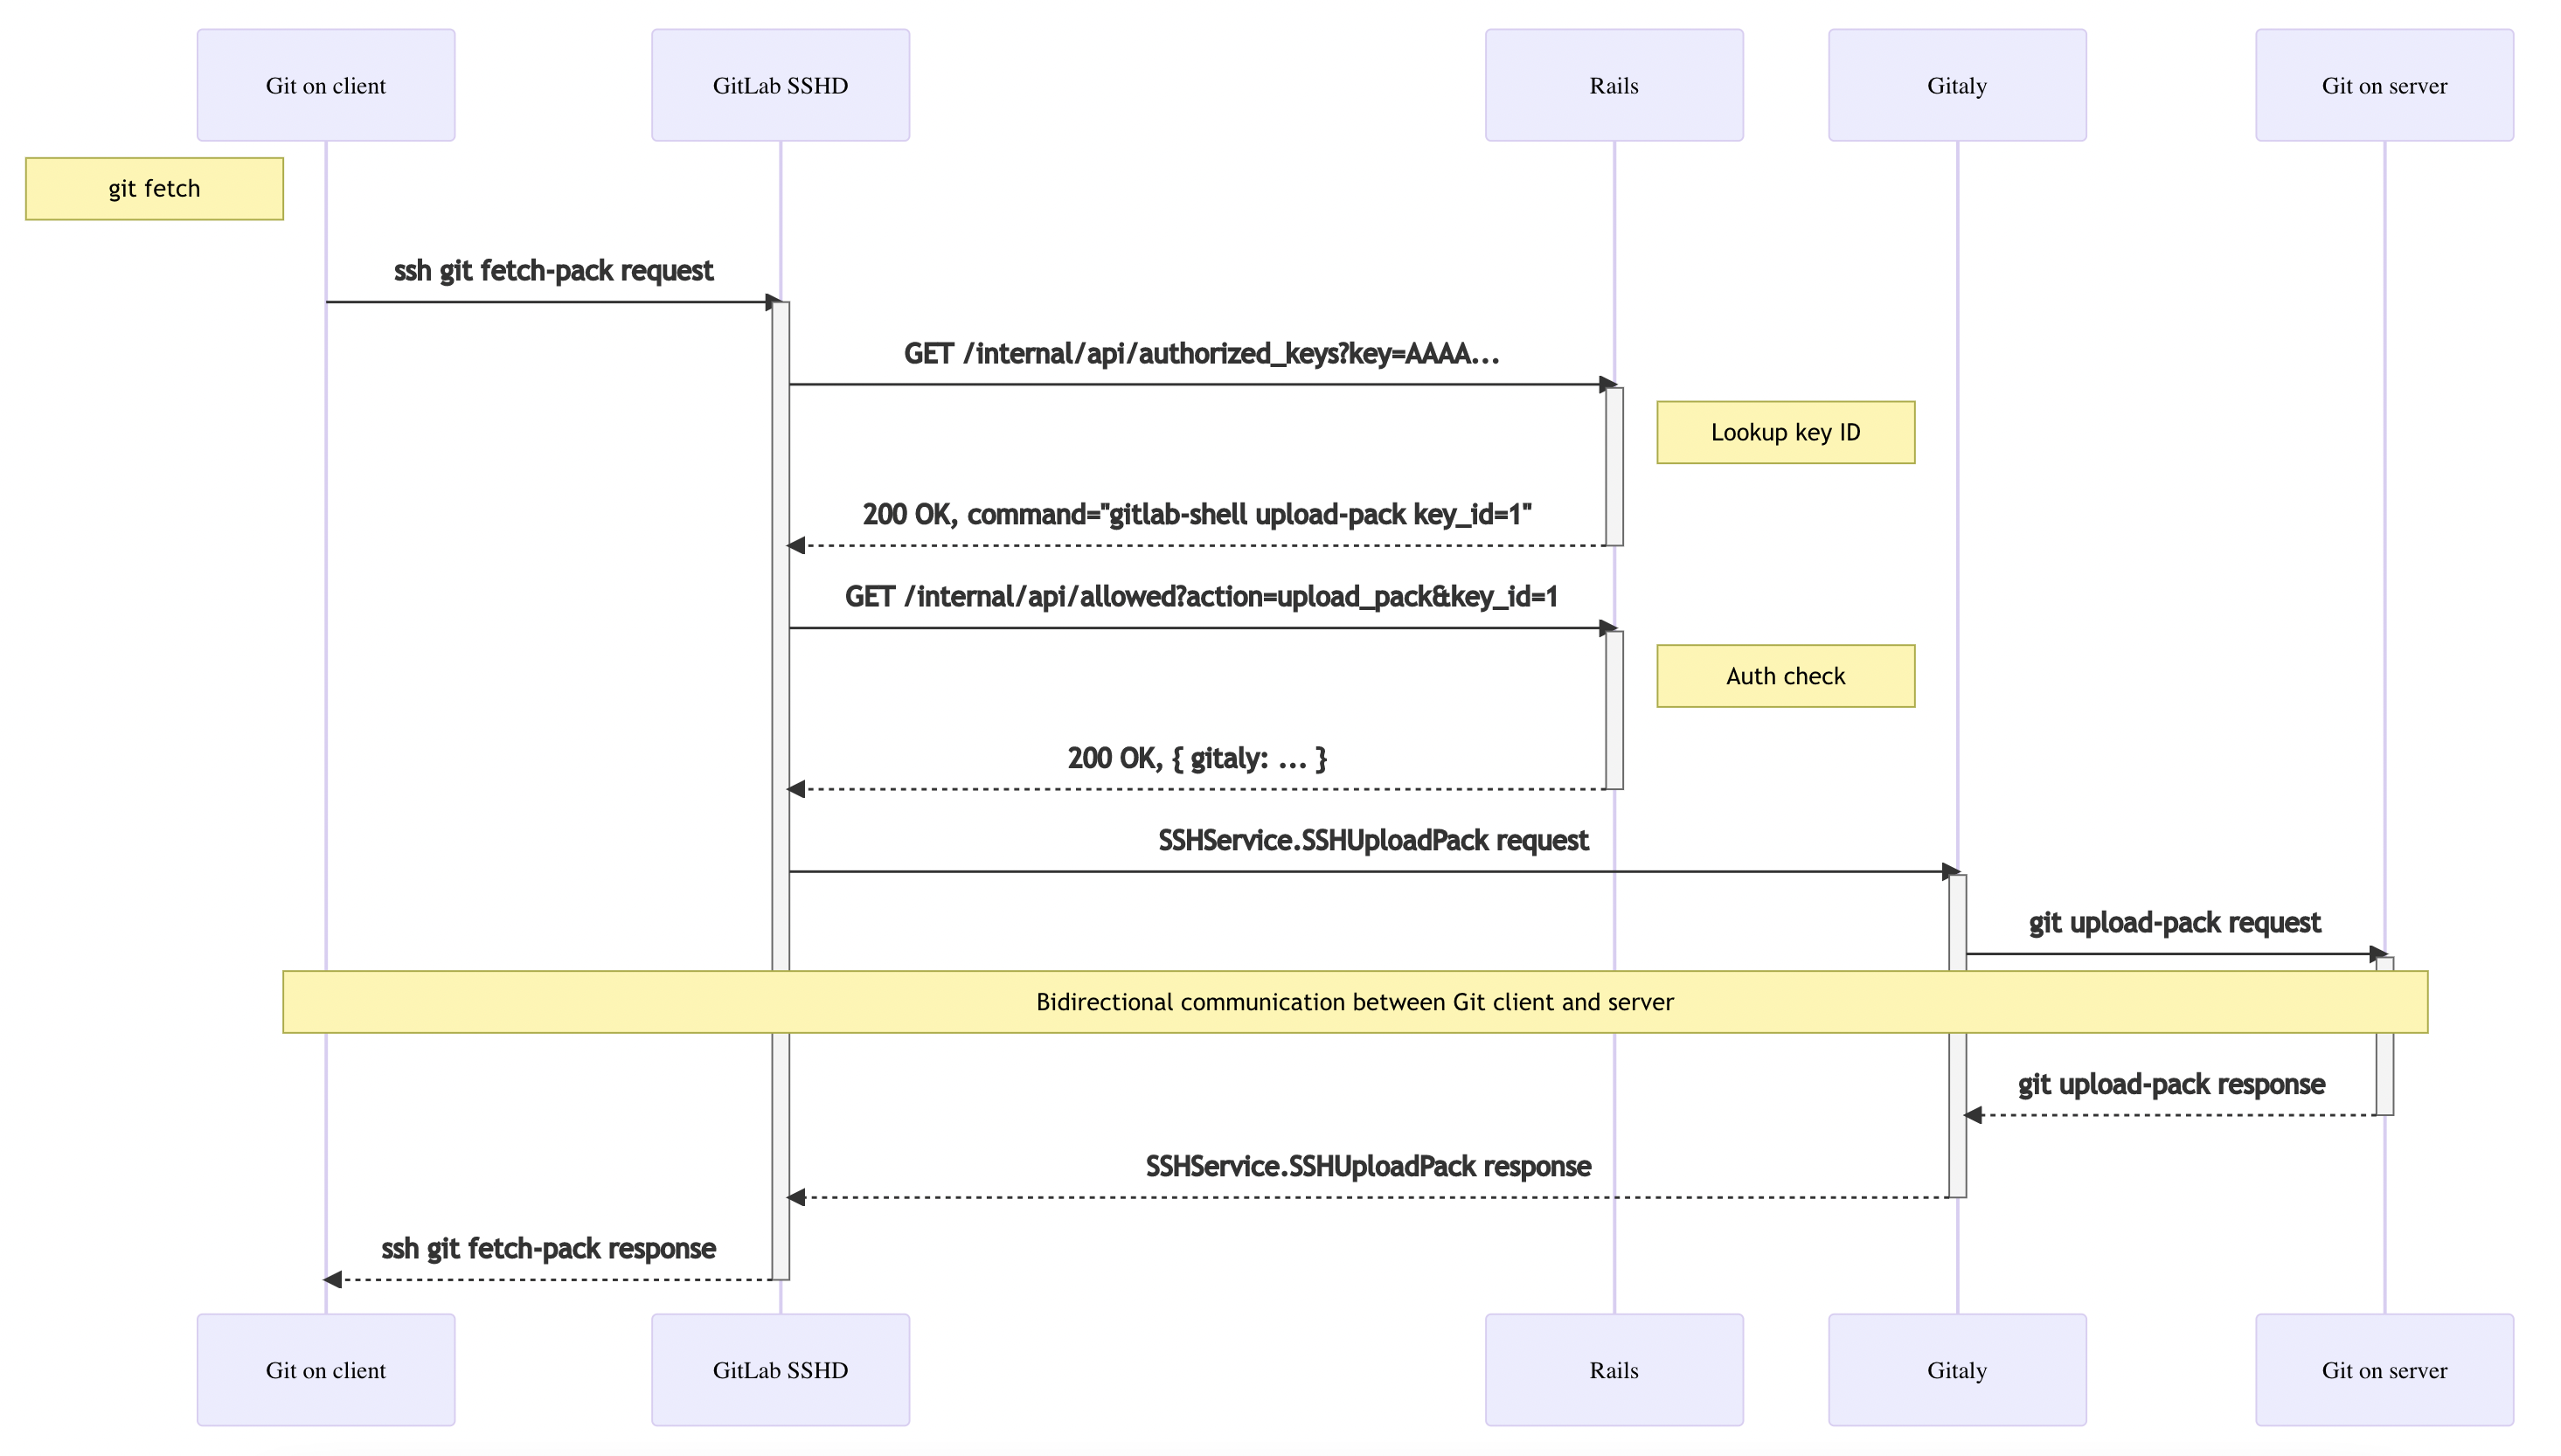 Git on client
GitLab SSHD
Rails
Gitaly
Git on server
git fetch
ssh git fetch-pack request
GET /internal/api/authorized_keys?key=AAAA...
Lookup key ID
200 OK, command="gitlab-shell upload-pack key_id=1"
GET /internal/api/allowed?action=upload_pack&key_id=1
Auth check
200 OK, { gitaly: ... }
SSHService.SSHUploadPack request
git upload-pack request
Bidirectional communication between Git client and server
git upload-pack response
SSHService.SSHUploadPack response
ssh git fetch-pack response
Git on client
GitLab SSHD
Rails
Gitaly
Git on server